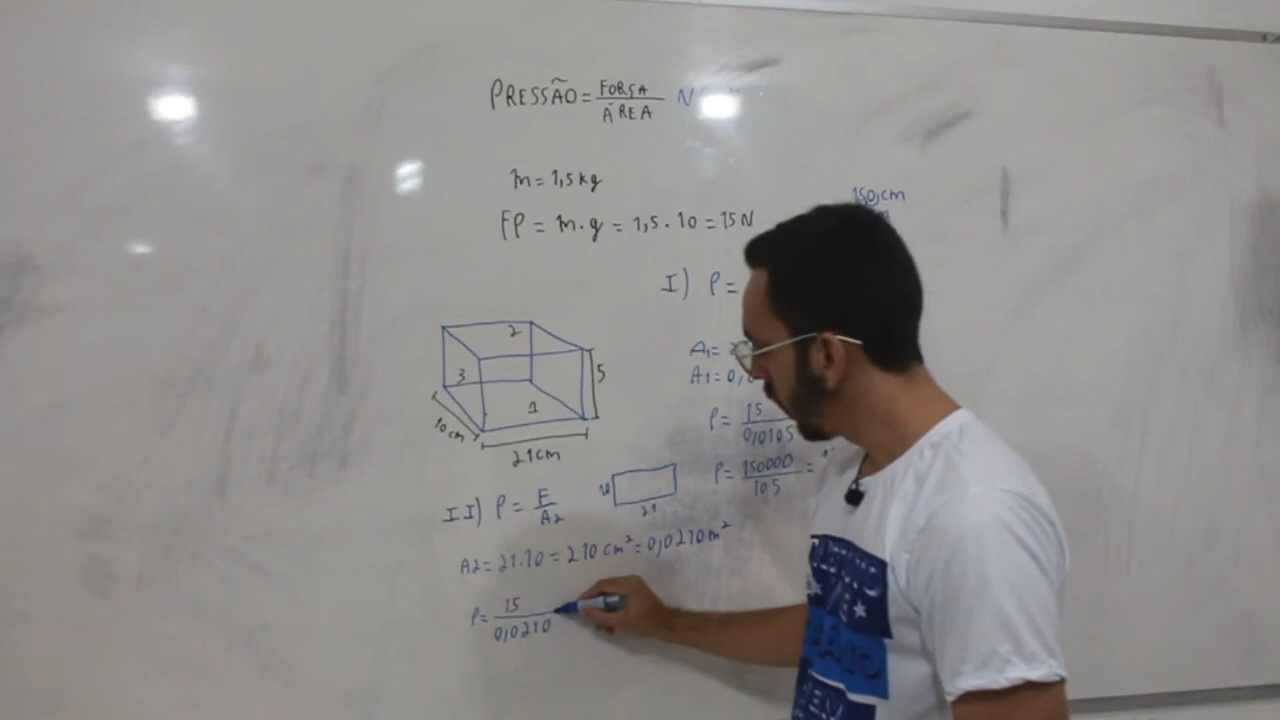 PRESSÃO = FORÇA / ÁREA N
m = 1,5 kg
150,cm
FP = m.g = 1,5 . 10 = 15 N
I) P =
2
A1 =
3
5
A1 = 0,0
1
P = 15 / 0,0105
10cm
21cm
P = 150000 / 105 =
II) P = F / A2
10
21
A2 = 21.10 = 210 cm² = 0,0210 m²
P = 15 / 0,0210